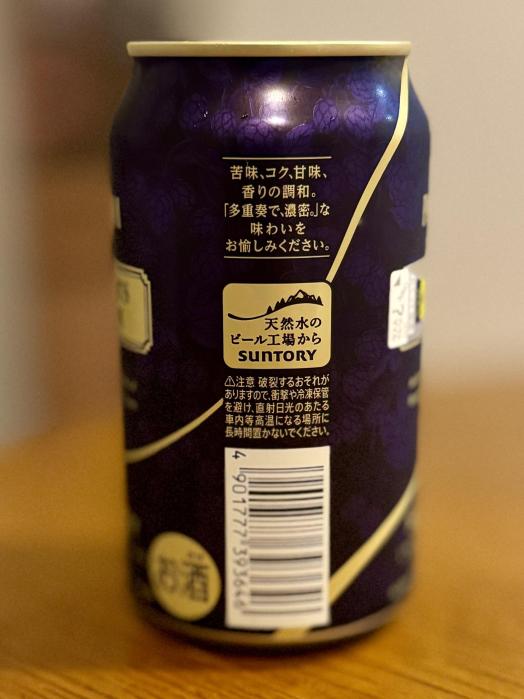 苦味、コク、甘味、
香りの調和。
「多重奏で、濃密。」な
味わいを
お愉しみください。
天然水の
ビール工場から
SUNTORY
⚠注意 破裂するおそれが
ありますので、衝撃や冷凍保管
を避け、直射日光のあたる
車内等高温になる場所に
長時間置かないでください。
4 901777 393646
お酒